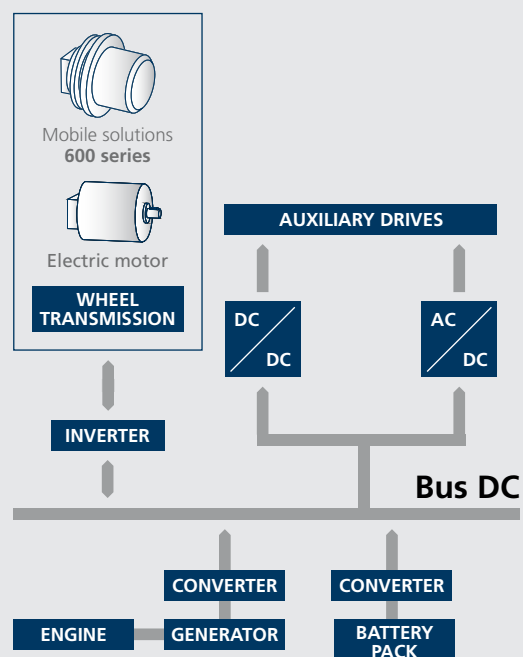 Mobile solutions
600 series
Electric motor
WHEEL
TRANSMISSION
AUXILIARY DRIVES
DC
DC
AC
DC
INVERTER
Bus DC
CONVERTER
CONVERTER
ENGINE
GENERATOR
BATTERY
PACK